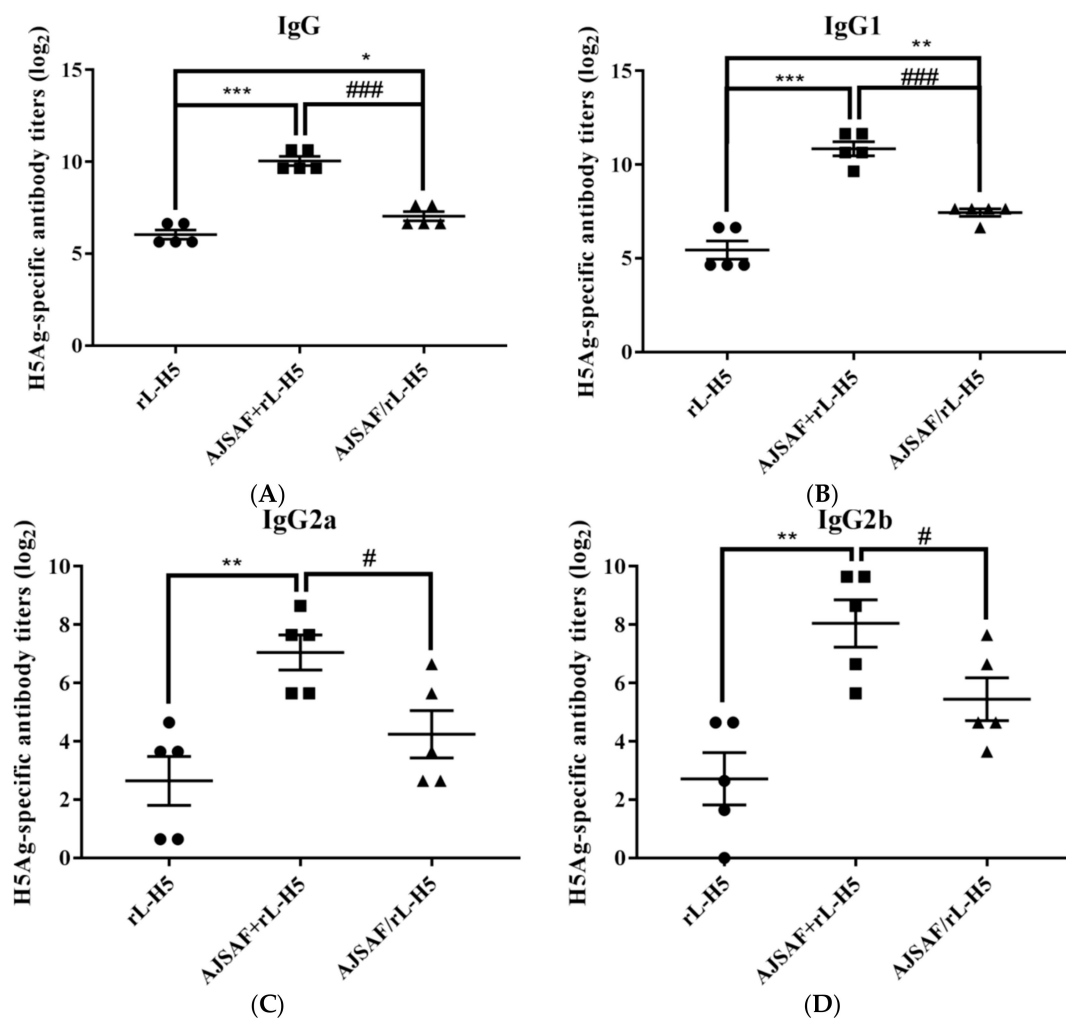 IgG
H5Ag-specific antibody titers (log2)
15
10
5
0
*
***
###
rL-H5
AJSAF+rL-H5
AJSAF/rL-H5
(A)
IgG1
H5Ag-specific antibody titers (log2)
15
10
5
0
**
***
###
rL-H5
AJSAF+rL-H5
AJSAF/rL-H5
(B)
IgG2a
H5Ag-specific antibody titers (log2)
10
8
6
4
2
0
**
#
rL-H5
AJSAF+rL-H5
AJSAF/rL-H5
(C)
IgG2b
H5Ag-specific antibody titers (log2)
10
8
6
4
2
0
**
#
rL-H5
AJSAF+rL-H5
AJSAF/rL-H5
(D)